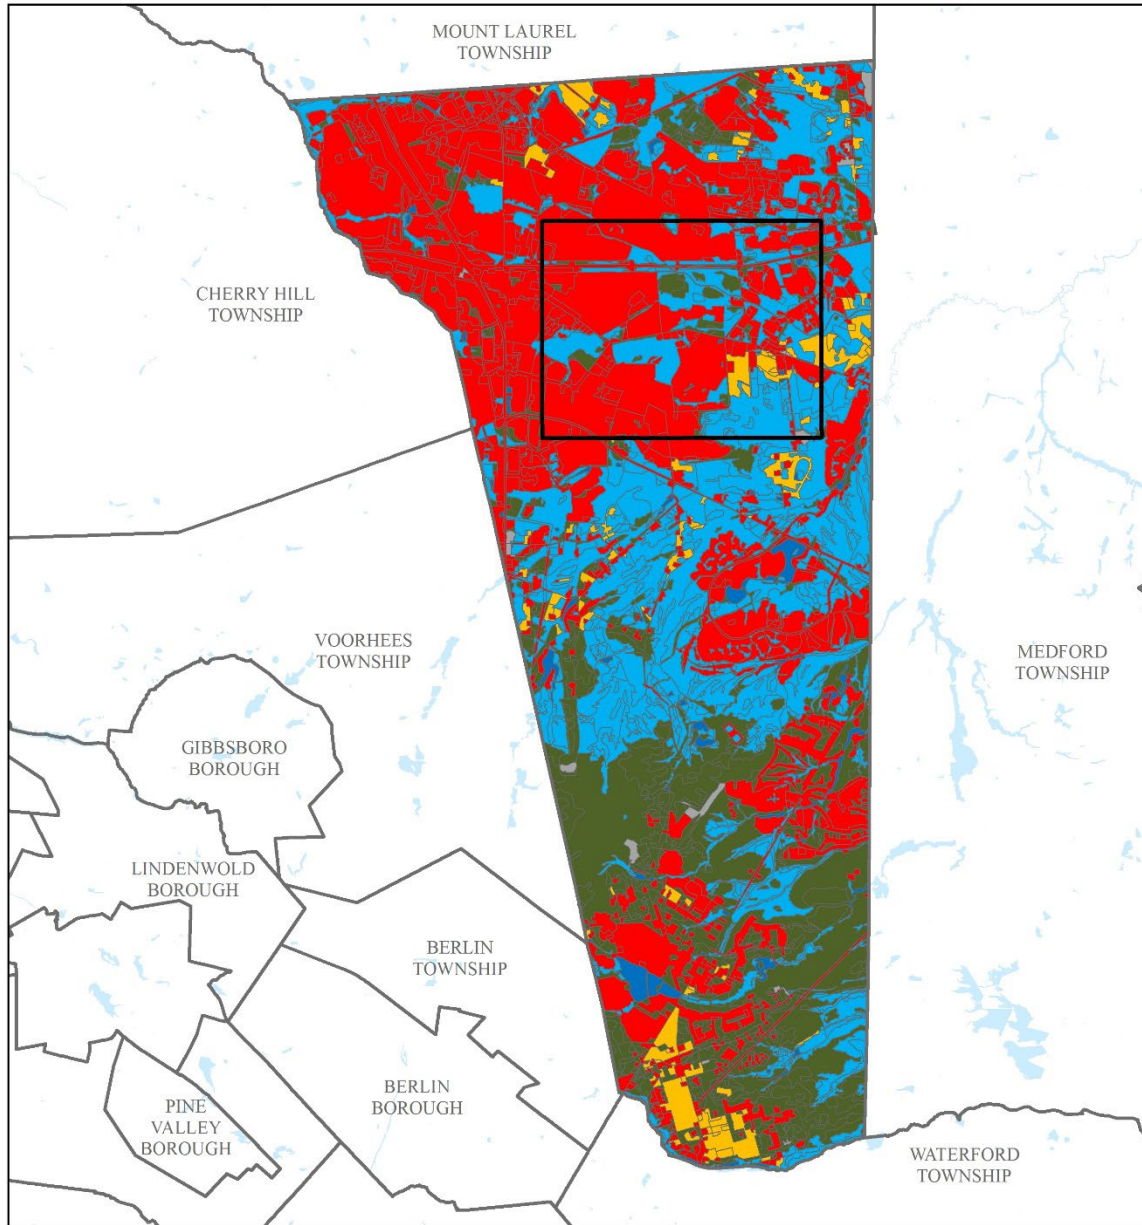 MOUNT LAUREL
TOWNSHIP
CHERRY HILL
TOWNSHIP
VOORHEES
TOWNSHIP
MEDFORD
TOWNSHIP
GIBBSBORO
BOROUGH
LINDENWOLD
BOROUGH
BERLIN
TOWNSHIP
BERLIN
BOROUGH
PINE
VALLEY
BOROUGH
WATERFORD
TOWNSHIP